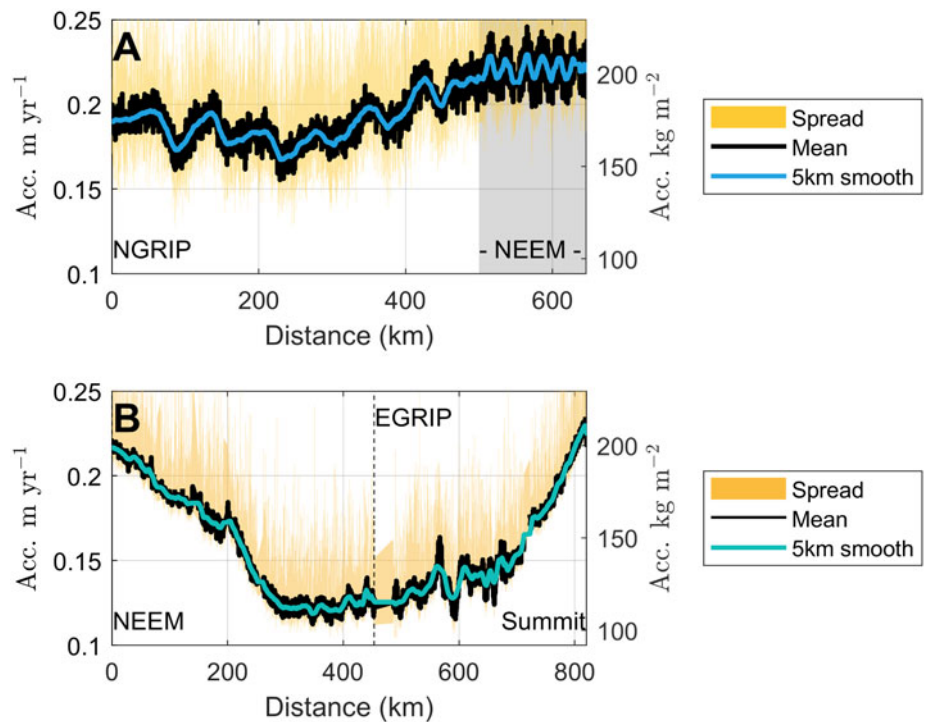 A
0.25
0.2
0.15
0.1
Acc. m yr⁻¹
200
150
100
Acc. kg m⁻²
NGRIP
- NEEM -
0
200
400
600
Distance (km)
Spread
Mean
5km smooth
B
0.25
0.2
0.15
0.1
Acc. m yr⁻¹
EGRIP
200
150
100
Acc. kg m⁻²
NEEM
Summit
0
200
400
600
800
Distance (km)
Spread
Mean
5km smooth